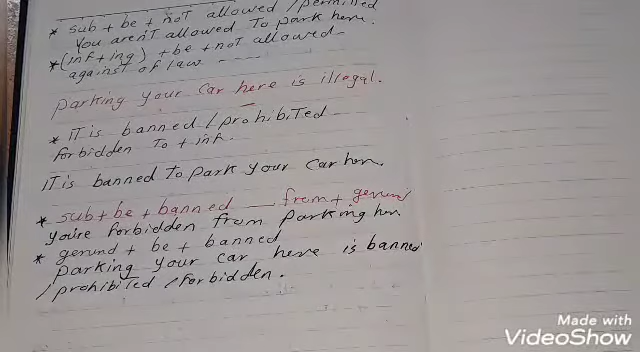 * sub + be + not allowed / permitted
You aren't allowed To park here.
* (inf + ing) + be + not allowed
against of law
parking your car here is illegal.
* IT is banned / prohibited
forbidden To + inf.
IT is banned To park your car here.
* sub + be + banned from + gerund
you're forbidden from parking here
* gerund + be + banned
parking your car here is banned
/ prohibited / forbidden.
Made with
VideoShow